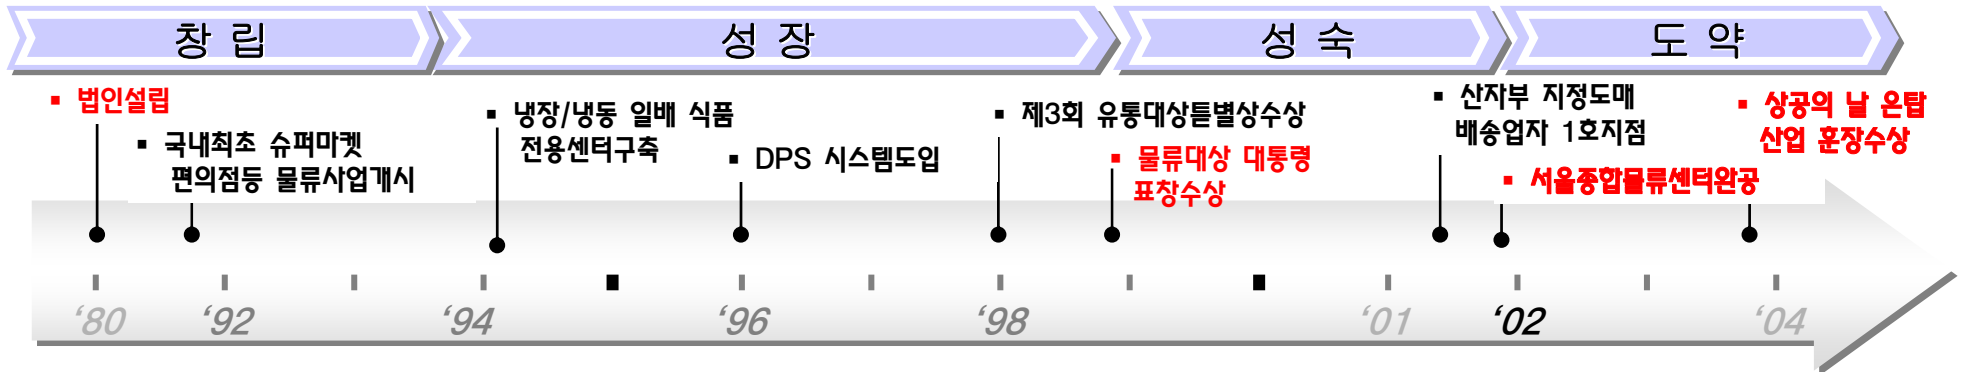 창 립
성 장
성 숙
도 약
▪ 법인설립
▪ 국내최초 슈퍼마켓
편의점등 물류사업개시
▪ 냉장/냉동 일배 식품
전용센터구축
▪ DPS 시스템도입
▪ 제3회 유통대상특별상수상
▪ 물류대상 대통령
표창수상
▪ 산자부 지정도매
배송업자 1호지점
▪ 서울종합물류센터완공
▪ 상공의 날 은탑
산업 훈장수상
‘80
‘92
‘94
‘96
‘98
‘01
‘02
‘04